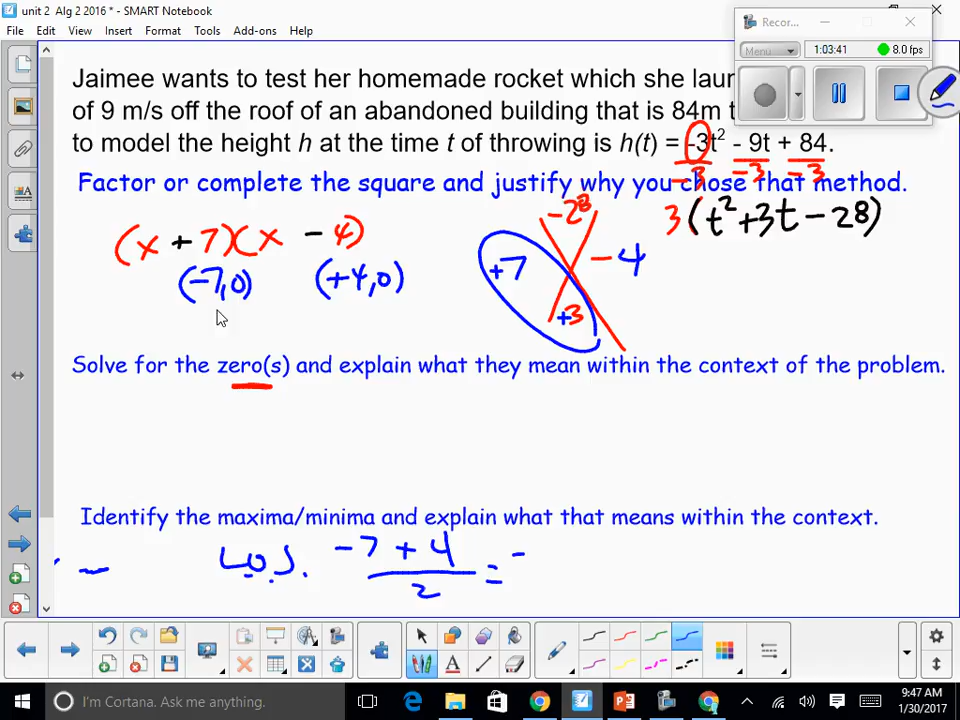 unit 2 Alg 2 2016 * - SMART Notebook
File Edit View Insert Format Tools Add-ons Help
Recor...
Menu
1:03:41
8.0 fps
Jaimee wants to test her homemade rocket which she
of 9 m/s off the roof of an abandoned building that is 84m
to model the height h at the time t of throwing is h(t) = -3t² - 9t + 84.
-3 -3 -3
Factor or complete the square and justify why you chose that method.
3(t² + 3t - 28)
(x + 7)(x - 4)
(-7,0) (+4,0)
-28
+7 -4
+3
Solve for the zero(s) and explain what they mean within the context of the problem.
Identify the maxima/minima and explain what that means within the context.
L.O.S. -7 + 4 / 2 = -
I'm Cortana. Ask me anything.
9:47 AM
1/30/2017